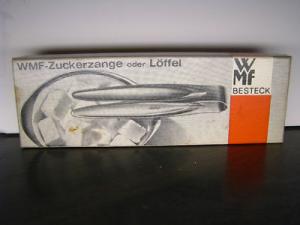 WMF-Zuckerzange oder Löffel
WMF
BESTECK